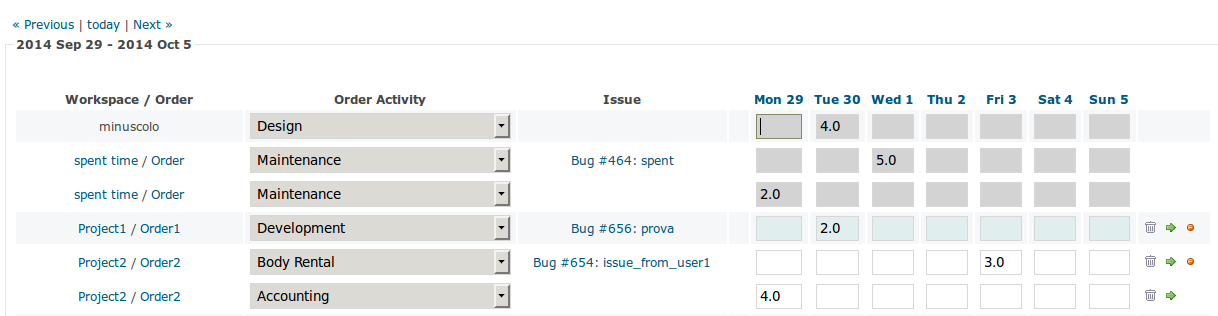 « Previous | today | Next »
2014 Sep 29 - 2014 Oct 5
Workspace / Order Order Activity Issue Mon 29 Tue 30 Wed 1 Thu 2 Fri 3 Sat 4 Sun 5
minuscolo Design 4.0
spent time / Order Maintenance Bug #464: spent 5.0
spent time / Order Maintenance 2.0
Project1 / Order1 Development Bug #656: prova 2.0
Project2 / Order2 Body Rental Bug #654: issue_from_user1 3.0
Project2 / Order2 Accounting 4.0